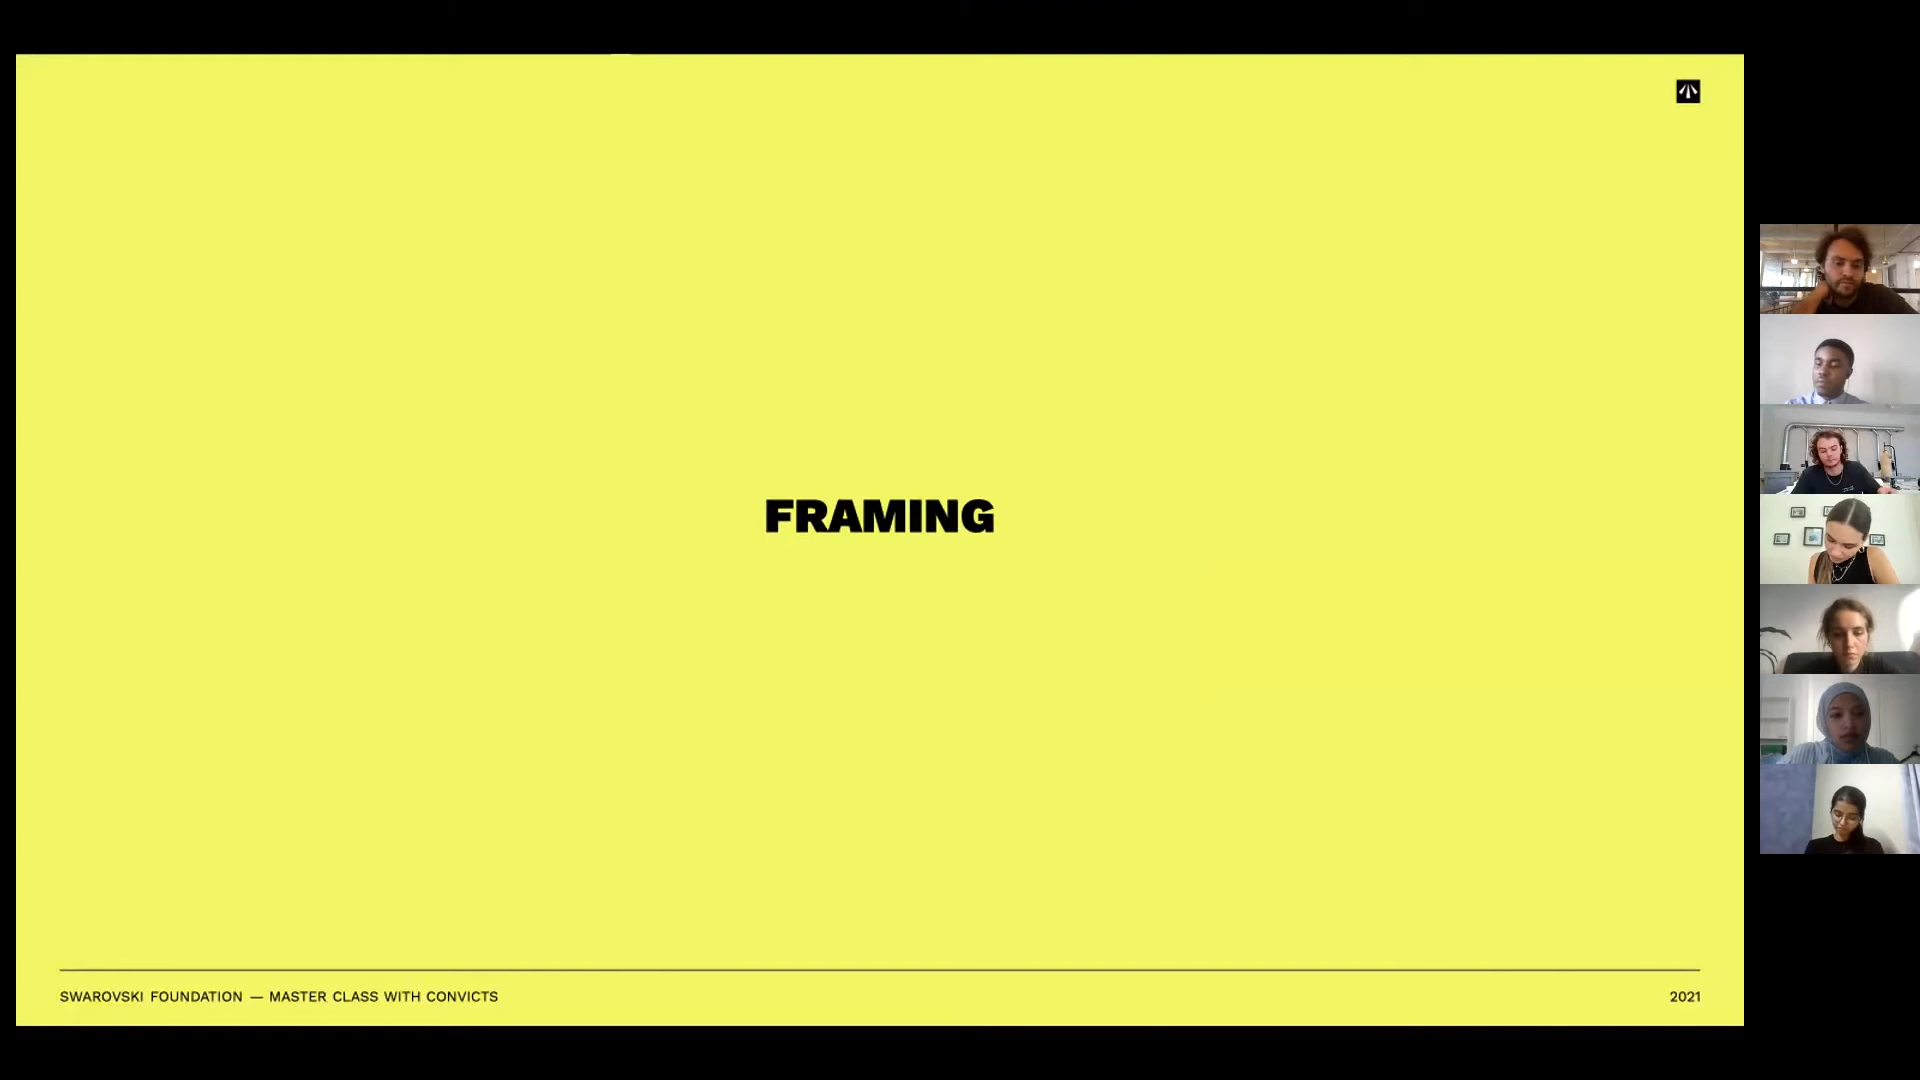 FRAMING
SWAROVSKI FOUNDATION — MASTER CLASS WITH CONVICTS
2021